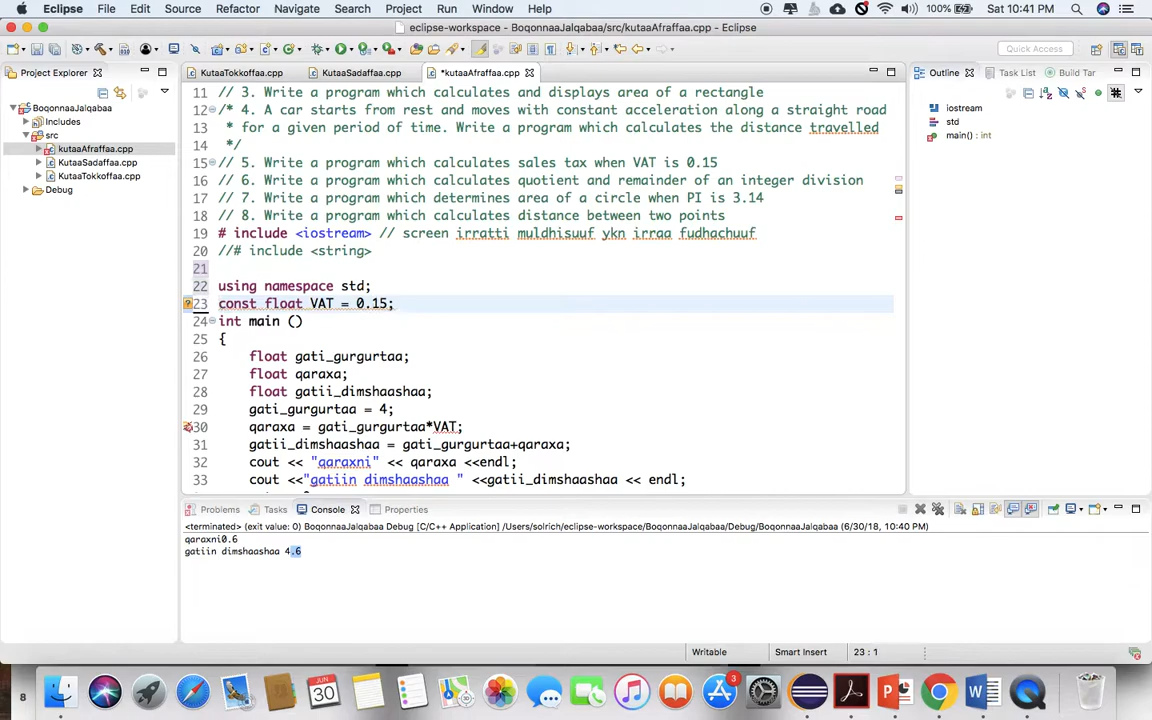 Eclipse File Edit Source Refactor Navigate Search Project Run Window Help 100% Sat 10:41 PM
eclipse-workspace - BoqonnaaJalqabaa/src/kutaaAfraffaa.cpp - Eclipse
Quick Access
Project Explorer
BoqonnaaJalqabaa
Includes
src
kutaaAfraffaa.cpp
KutaaSadaffaa.cpp
KutaaTokkoffaa.cpp
Debug
KutaaTokkoffaa.cpp KutaaSadaffaa.cpp *kutaaAfraffaa.cpp
11 // 3. Write a program which calculates and displays area of a rectangle
12 /* 4. A car starts from rest and moves with constant acceleration along a straight road
13 * for a given period of time. Write a program which calculates the distance travelled
14 */
15 // 5. Write a program which calculates sales tax when VAT is 0.15
16 // 6. Write a program which calculates quotient and remainder of an integer division
17 // 7. Write a program which determines area of a circle when PI is 3.14
18 // 8. Write a program which calculates distance between two points
19 # include <iostream> // screen irratti muldhisuuf ykn irraa fudhachuuf
20 //# include <string>
21
22 using namespace std;
23 const float VAT = 0.15;
24 int main ()
25 {
26 float gati_gurgurtaa;
27 float qaraxa;
28 float gatii_dimshaashaa;
29 gati_gurgurtaa = 4;
30 qaraxa = gati_gurgurtaa*VAT;
31 gatii_dimshaashaa = gati_gurgurtaa+qaraxa;
32 cout << "qaraxni" << qaraxa <<endl;
33 cout <<"gatiin dimshaashaa " <<gatii_dimshaashaa << endl;
Outline Task List Build Tar
iostream
std
main() : int
Problems Tasks Console Properties
<terminated> (exit value: 0) BoqonnaaJalqabaa Debug [C/C++ Application] /Users/solrich/eclipse-workspace/BoqonnaaJalqabaa/Debug/BoqonnaaJalqabaa (6/30/18, 10:40 PM)
qaraxni0.6
gatiin dimshaashaa 4.6
Writable Smart Insert 23 : 1
8
JUN
30
3